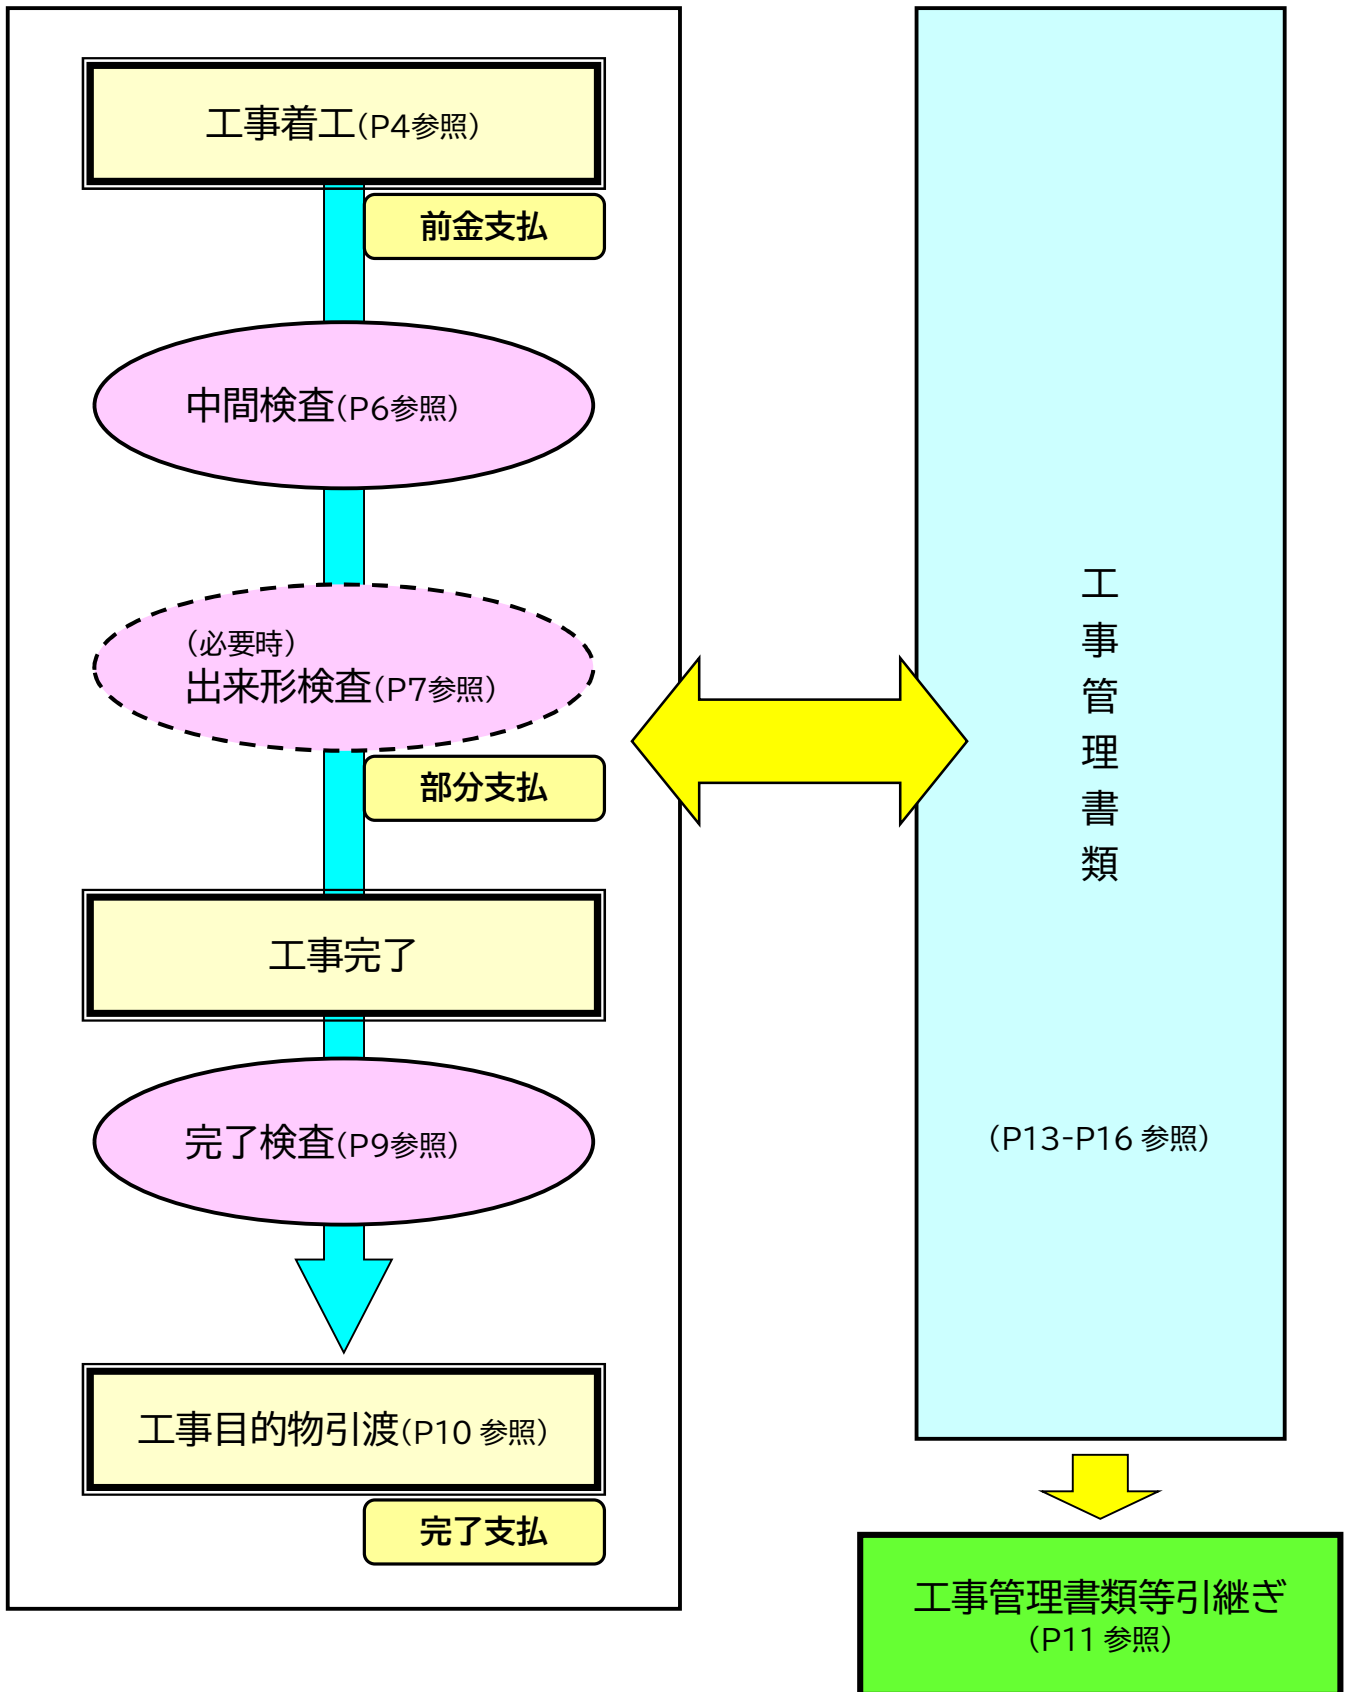 工事着工(P4参照)
前金支払
中間検査(P6参照)
(必要時)
出来形検査(P7参照)
部分支払
工事完了
完了検査(P9参照)
工事目的物引渡(P10 参照)
完了支払
工事管理書類
(P13-P16 参照)
工事管理書類等引継ぎ
(P11 参照)